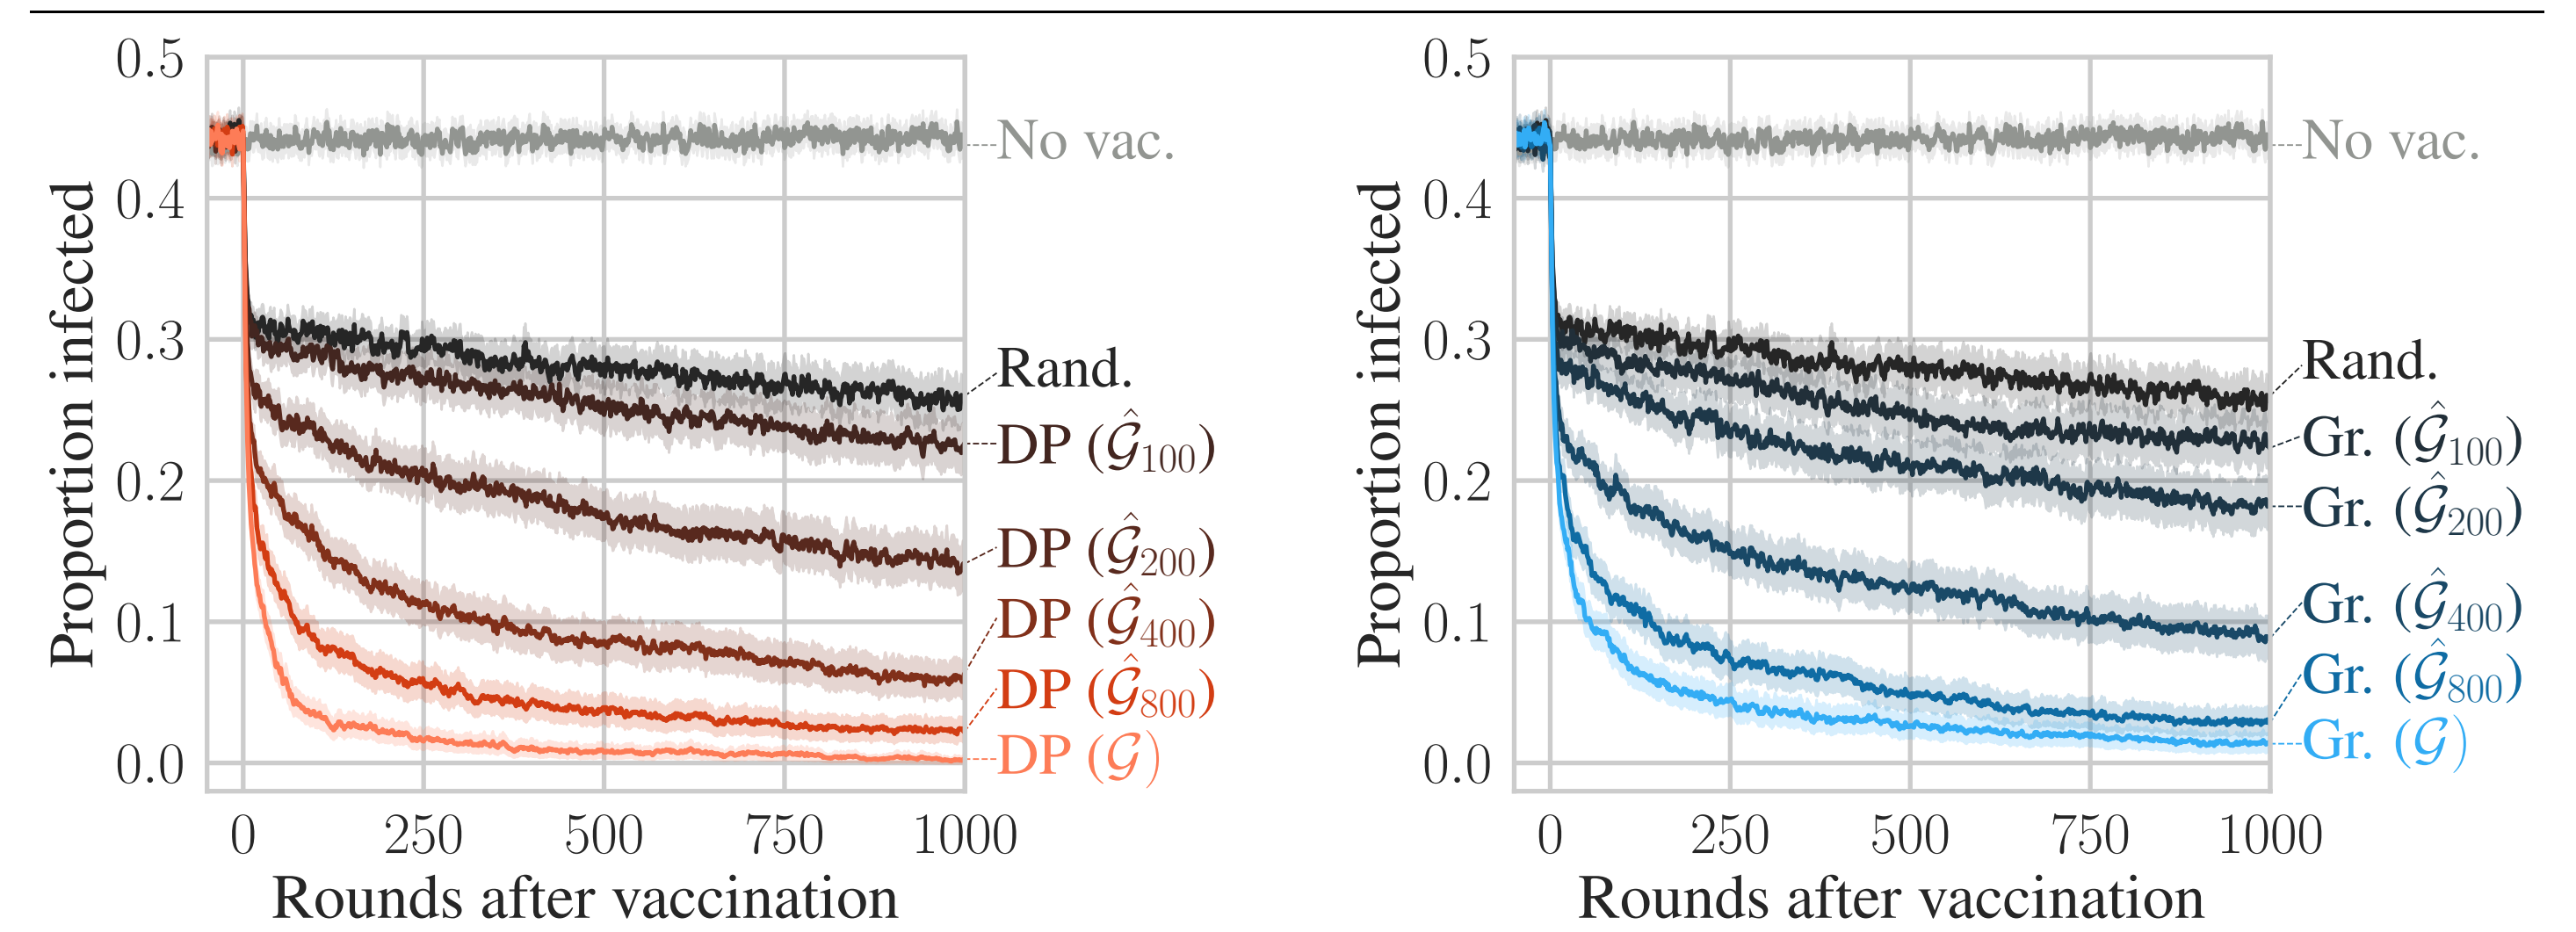 0.5
0.4
0.3
0.2
0.1
0.0
Proportion infected
0 250 500 750 1000
Rounds after vaccination
No vac.
Rand.
DP (𝒢̂₁₀₀)
DP (𝒢̂₂₀₀)
DP (𝒢̂₄₀₀)
DP (𝒢̂₈₀₀)
DP (𝒢)
0.5
0.4
0.3
0.2
0.1
0.0
Proportion infected
0 250 500 750 1000
Rounds after vaccination
No vac.
Rand.
Gr. (𝒢̂₁₀₀)
Gr. (𝒢̂₂₀₀)
Gr. (𝒢̂₄₀₀)
Gr. (𝒢̂₈₀₀)
Gr. (𝒢)